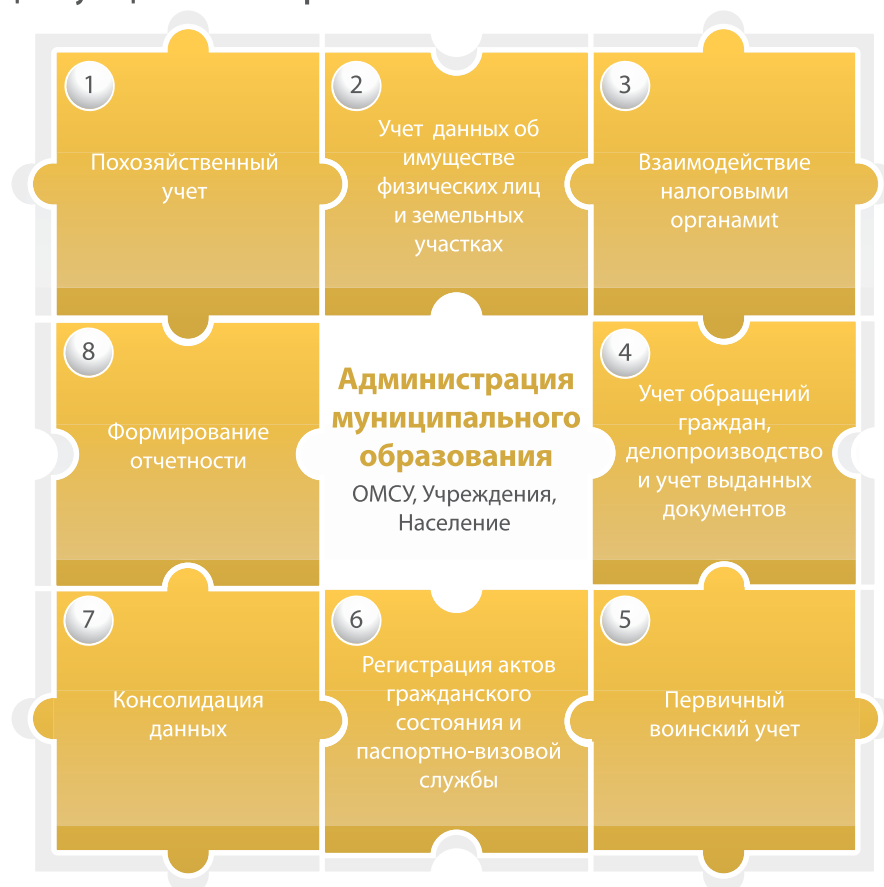 1
Похозяйственный
учет
2
Учет данных об
имуществе
физических лиц
и земельных
участках
3
Взаимодействие
налоговыми
органамиt
8
Формирование
отчетности
Администрация
муниципального
образования
ОМСУ, Учреждения,
Население
4
Учет обращений
граждан,
делопроизводство
и учет выданных
документов
7
Консолидация
данных
6
Регистрация актов
гражданского
состояния и
паспортно-визовой
службы
5
Первичный
воинский учет